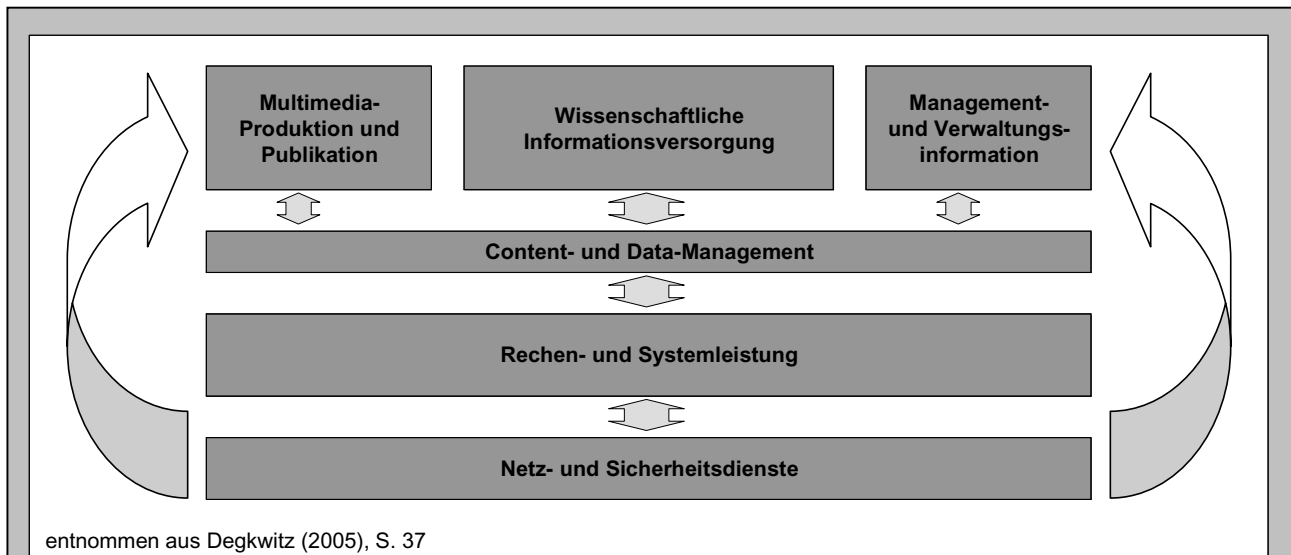 Multimedia-
Produktion und
Publikation
Wissenschaftliche
Informationsversorgung
Management-
und Verwaltungs-
information
Content- und Data-Management
Rechen- und Systemleistung
Netz- und Sicherheitsdienste
entnommen aus Degkwitz (2005), S. 37